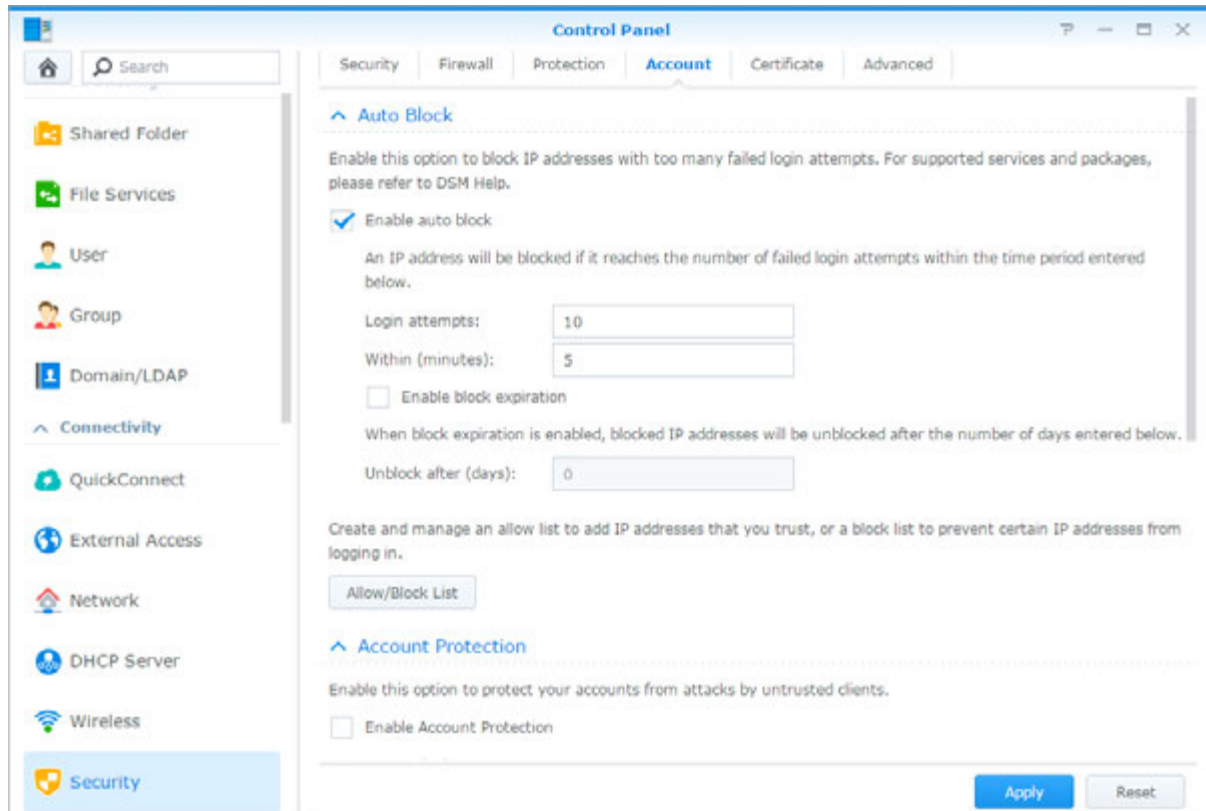 Control Panel
Search
Security
Firewall
Protection
Account
Certificate
Advanced
Shared Folder
File Services
User
Group
Domain/LDAP
Connectivity
QuickConnect
External Access
Network
DHCP Server
Wireless
Security
Auto Block
Enable this option to block IP addresses with too many failed login attempts. For supported services and packages,
please refer to DSM Help.
Enable auto block
An IP address will be blocked if it reaches the number of failed login attempts within the time period entered
below.
Login attempts: 10
Within (minutes): 5
Enable block expiration
When block expiration is enabled, blocked IP addresses will be unblocked after the number of days entered below.
Unblock after (days): 0
Create and manage an allow list to add IP addresses that you trust, or a block list to prevent certain IP addresses from
logging in.
Allow/Block List
Account Protection
Enable this option to protect your accounts from attacks by untrusted clients.
Enable Account Protection
Apply
Reset